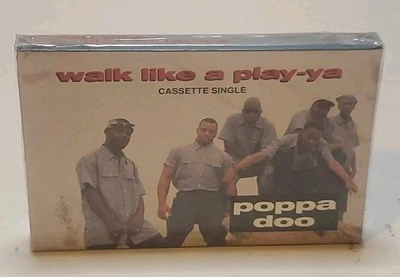 walk like a play-ya
CASSETTE SINGLE
poppa
doo